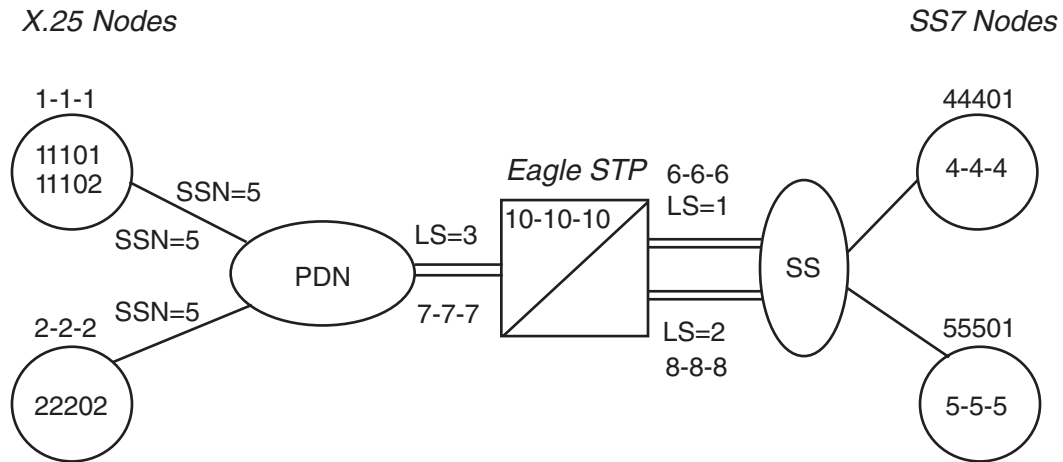 X.25 Nodes
SS7 Nodes
1-1-1
11101
11102
SSN=5
SSN=5
SSN=5
2-2-2
22202
PDN
LS=3
7-7-7
Eagle STP
10-10-10
6-6-6
LS=1
LS=2
8-8-8
SS
44401
4-4-4
55501
5-5-5